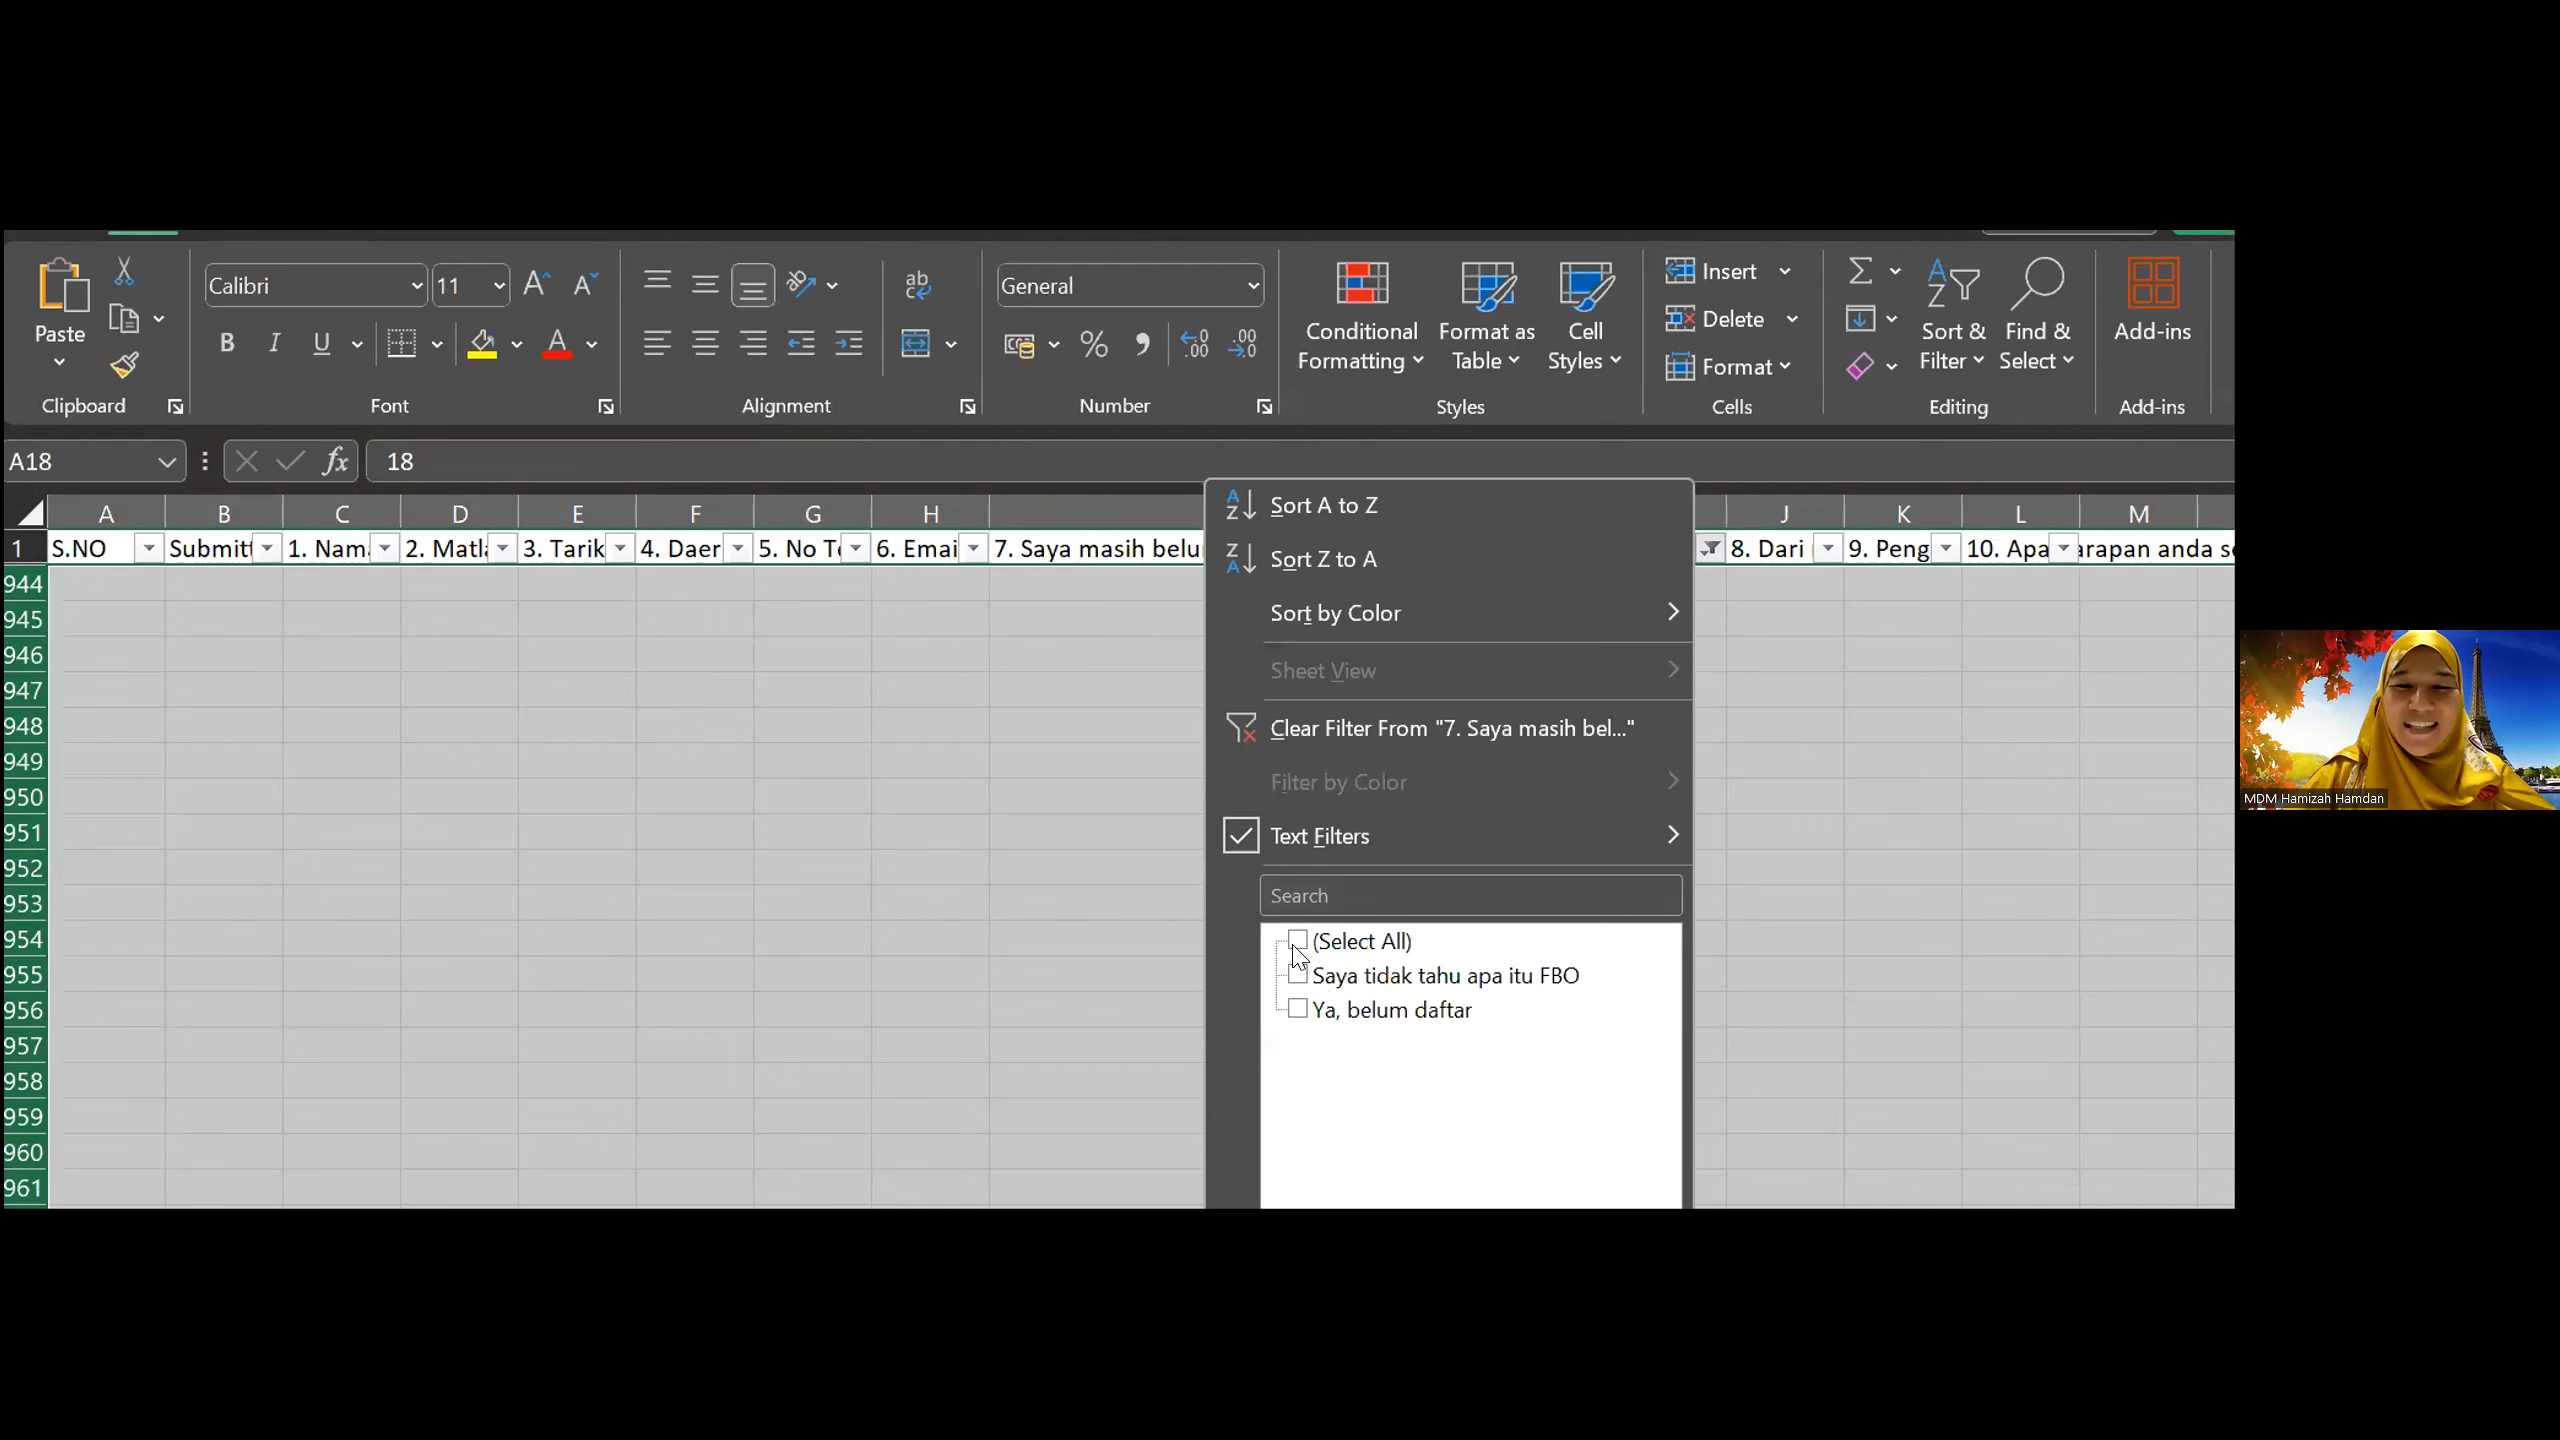 Paste
Clipboard
Calibri
11
B I U
Font
Alignment
General
Number
Conditional
Formatting
Format as
Table
Cell
Styles
Styles
Insert
Delete
Format
Cells
Sort &
Filter
Find &
Select
Editing
Add-ins
Add-ins
A18
fx
18
A B C D E F G H J K L M
1 S.NO Submitt 1. Nam 2. Matl 3. Tarik 4. Daer 5. No T 6. Emai 7. Saya masih belu 8. Dari 9. Peng 10. Apa arapan anda se
944
945
946
947
948
949
950
951
952
953
954
955
956
957
958
959
960
961
Sort A to Z
Sort Z to A
Sort by Color
Sheet View
Clear Filter From "7. Saya masih bel..."
Filter by Color
Text Filters
Search
(Select All)
Saya tidak tahu apa itu FBO
Ya, belum daftar
MDM Hamizah Hamdan